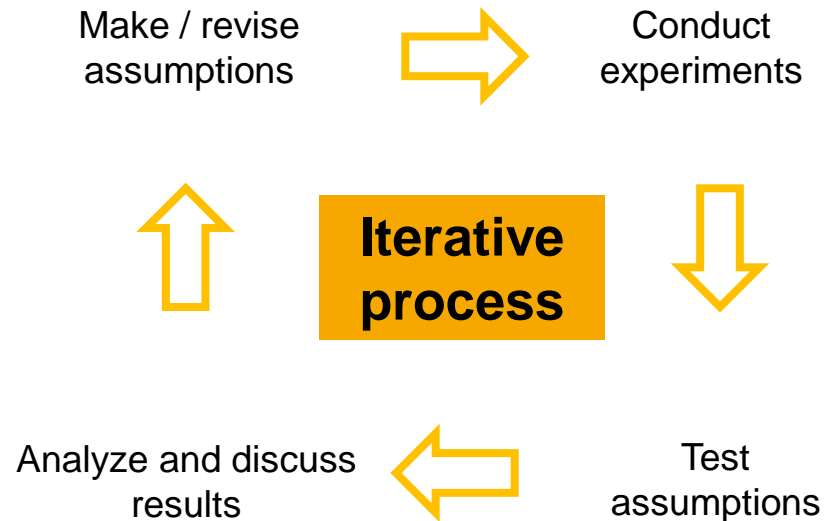 Make / revise
assumptions
Conduct
experiments
Iterative
process
Analyze and discuss
results
Test
assumptions